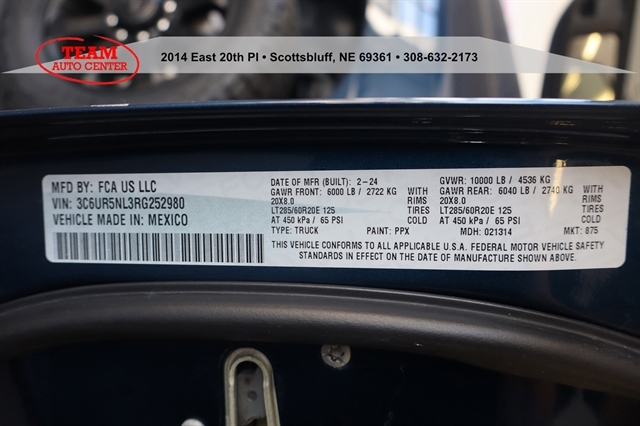 TEAM
AUTO CENTER
2014 East 20th Pl • Scottsbluff, NE 69361 • 308-632-2173
MFD BY: FCA US LLC
VIN: 3C6UR5NL3RG252980
VEHICLE MADE IN: MEXICO
DATE OF MFR (BUILT): 2-24 GVWR: 10000 LB / 4536 KG
GAWR FRONT: 6000 LB / 2722 KG WITH GAWR REAR: 6040 LB / 2740 KG WITH
20X8.0 RIMS 20X8.0 RIMS
LT285/60R20E 125 TIRES LT285/60R20E 125 TIRES
AT 450 kPa / 65 PSI COLD AT 450 kPa / 65 PSI COLD
TYPE: TRUCK PAINT: PPX MDH: 021314 MKT: 875
THIS VEHICLE CONFORMS TO ALL APPLICABLE U.S.A. FEDERAL MOTOR VEHICLE SAFETY
STANDARDS IN EFFECT ON THE DATE OF MANUFACTURE SHOWN ABOVE.